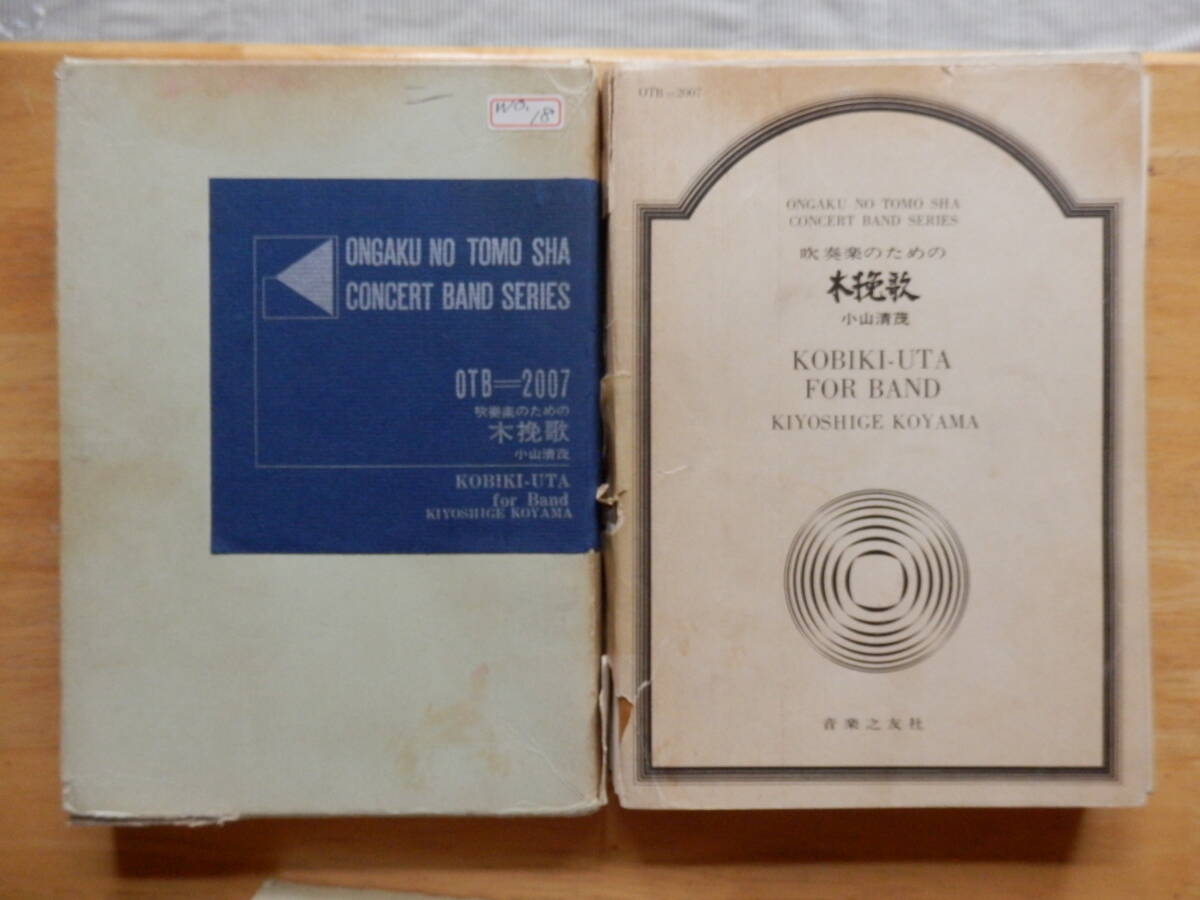 No. 18
ONGAKU NO TOMO SHA
CONCERT BAND SERIES
OTB=2007
吹奏楽のための
木挽歌
小山清茂
KOBIKI-UTA
for Band
KIYOSHIGE KOYAMA
OTB=2007
ONGAKU NO TOMO SHA
CONCERT BAND SERIES
吹奏楽のための
木挽歌
小山清茂
KOBIKI-UTA
FOR BAND
KIYOSHIGE KOYAMA
音楽之友社